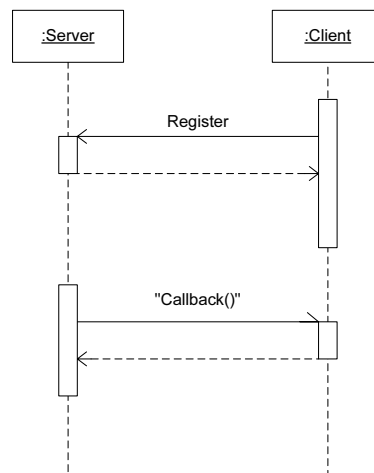 :Server
:Client
Register
"Callback()"